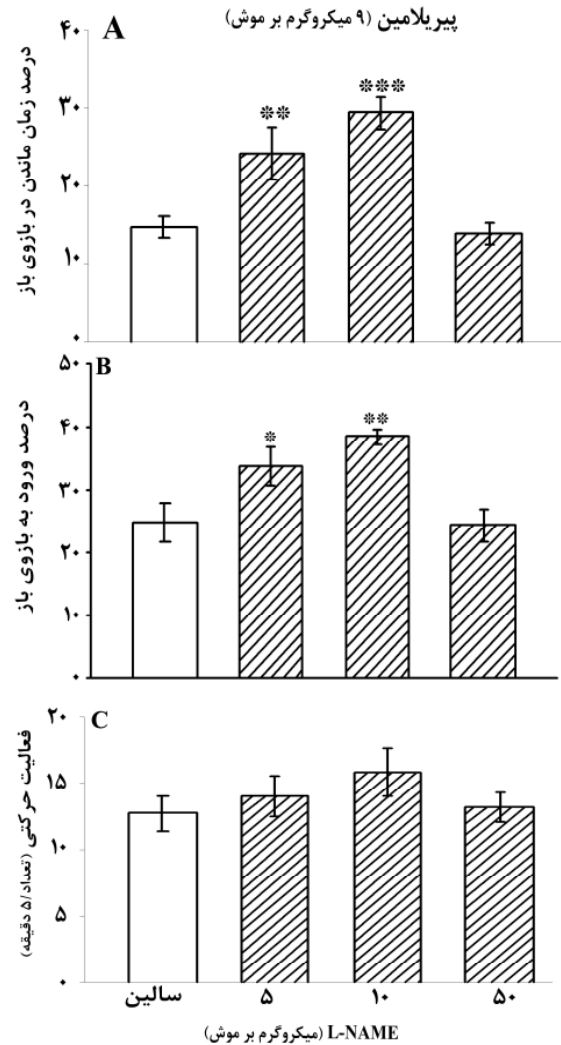 A
پیریلامین (۹ میکروگرم بر موش)
درصد زمان ماندن در بازوی باز
۴۰
۳۰
۲۰
۱۰
۰
**
***
B
درصد ورود به بازوی باز
۵۰
۴۰
۳۰
۲۰
۱۰
۰
*
**
C
فعالیت حرکتی (تعداد/۵ دقیقه)
۲۰
۱۵
۱۰
۵
۰
سالین
۵
۱۰
۵۰
L-NAME (میکروگرم بر موش)